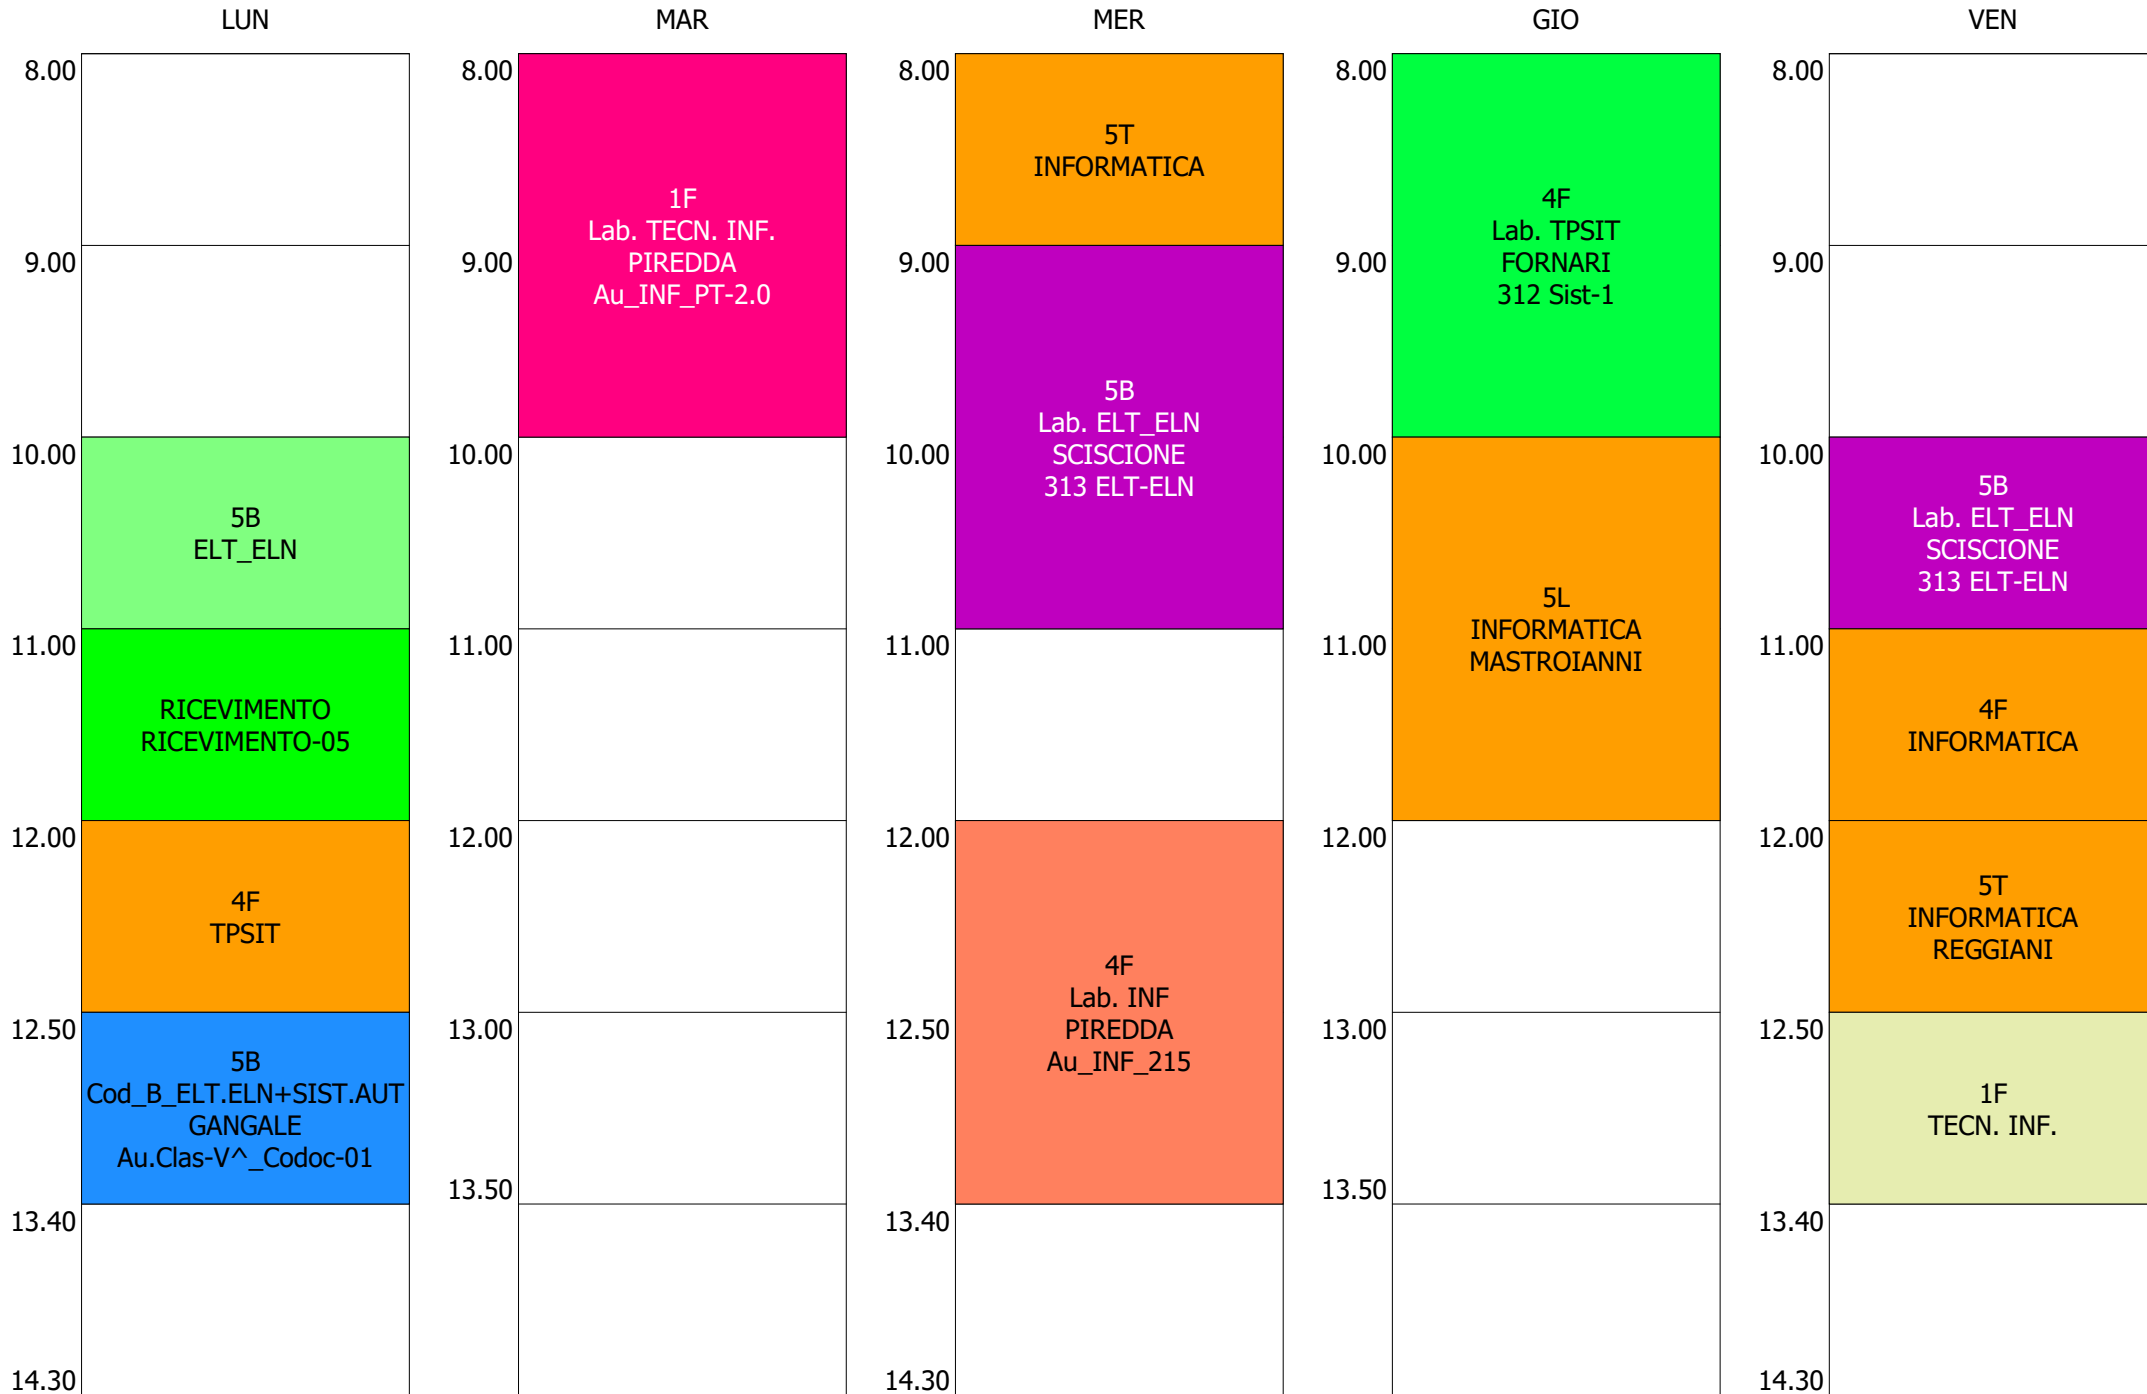 LUN
MAR
MER
GIO
VEN
8.00
9.00
10.00
5B
ELT_ELN
11.00
RICEVIMENTO
RICEVIMENTO-05
12.00
4F
TPSIT
12.50
5B
Cod_B_ELT.ELN+SIST.AUT
GANGALE
Au.Clas-V^_Codoc-01
13.40
14.30
8.00
1F
Lab. TECN. INF.
PIREDDA
Au_INF_PT-2.0
9.00
10.00
11.00
12.00
13.00
13.50
8.00
5T
INFORMATICA
9.00
5B
Lab. ELT_ELN
SCISCIONE
313 ELT-ELN
10.00
11.00
12.00
4F
Lab. INF
PIREDDA
Au_INF_215
12.50
13.40
14.30
8.00
4F
Lab. TPSIT
FORNARI
312 Sist-1
9.00
10.00
5L
INFORMATICA
MASTROIANNI
11.00
12.00
13.00
13.50
8.00
9.00
10.00
5B
Lab. ELT_ELN
SCISCIONE
313 ELT-ELN
11.00
4F
INFORMATICA
12.00
5T
INFORMATICA
REGGIANI
12.50
1F
TECN. INF.
13.40
14.30